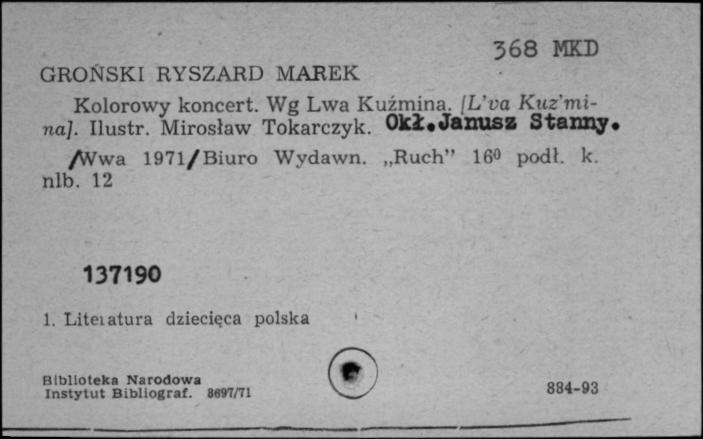 368 MKD
GROŃSKI RYSZARD MAREK
Kolorowy koncert. Wg Lwa Kuźmina. [L'va Kuz'mi-
na]. Ilustr. Mirosław Tokarczyk. Okł.Janusz Stanny.
/Wwa 1971/Biuro Wydawn. „Ruch” 16⁰ podł. k.
nlb. 12
137190
1. Literatura dziecięca polska
Biblioteka Narodowa
Instytut Bibliograf. 8697/71
884-93